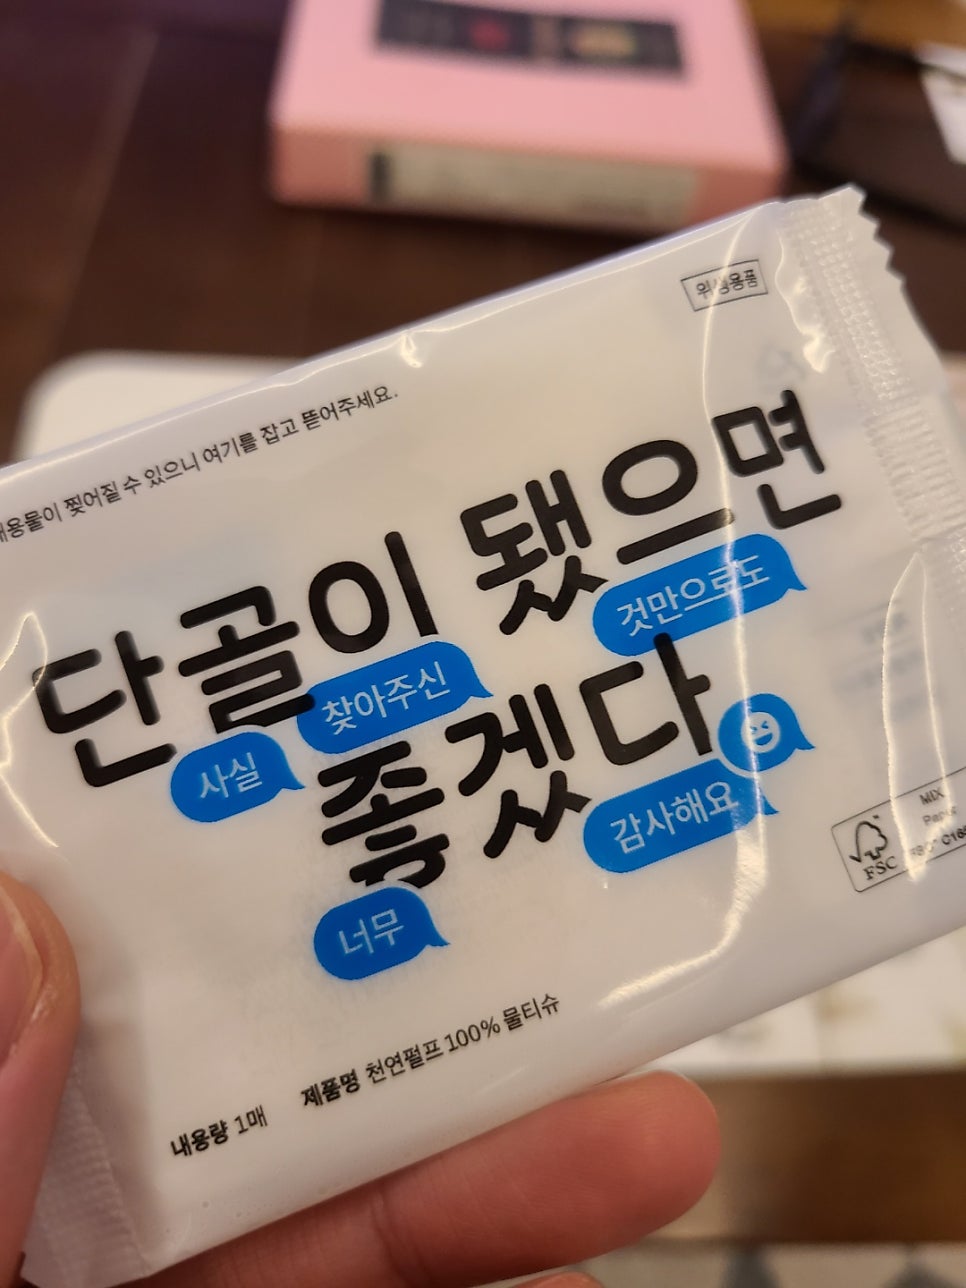 위생용품
내용물이 찢어질 수 있으니 여기를 잡고 뜯어주세요.
단골이 됐으면
사실 찾아주신 것만으로도
좋겠다
너무 감사해요
MIX
FSC
내용량 1매 제품명 천연펄프 100% 물티슈